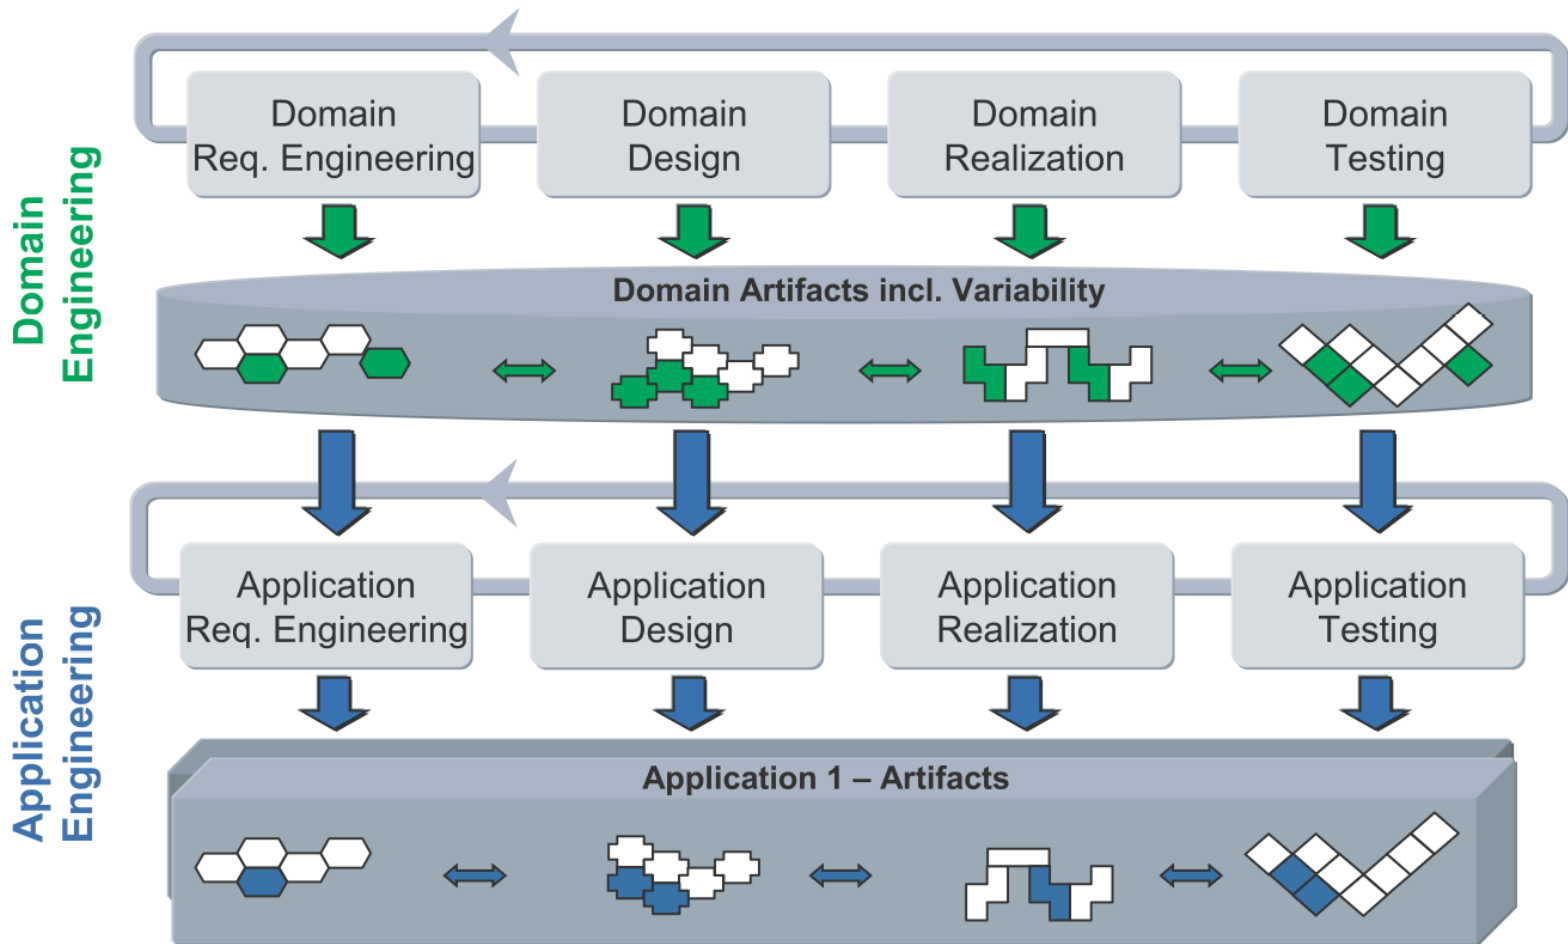 Domain
Engineering
Domain
Req. Engineering
Domain
Design
Domain
Realization
Domain
Testing
Domain Artifacts incl. Variability
Application
Engineering
Application
Req. Engineering
Application
Design
Application
Realization
Application
Testing
Application 1 – Artifacts